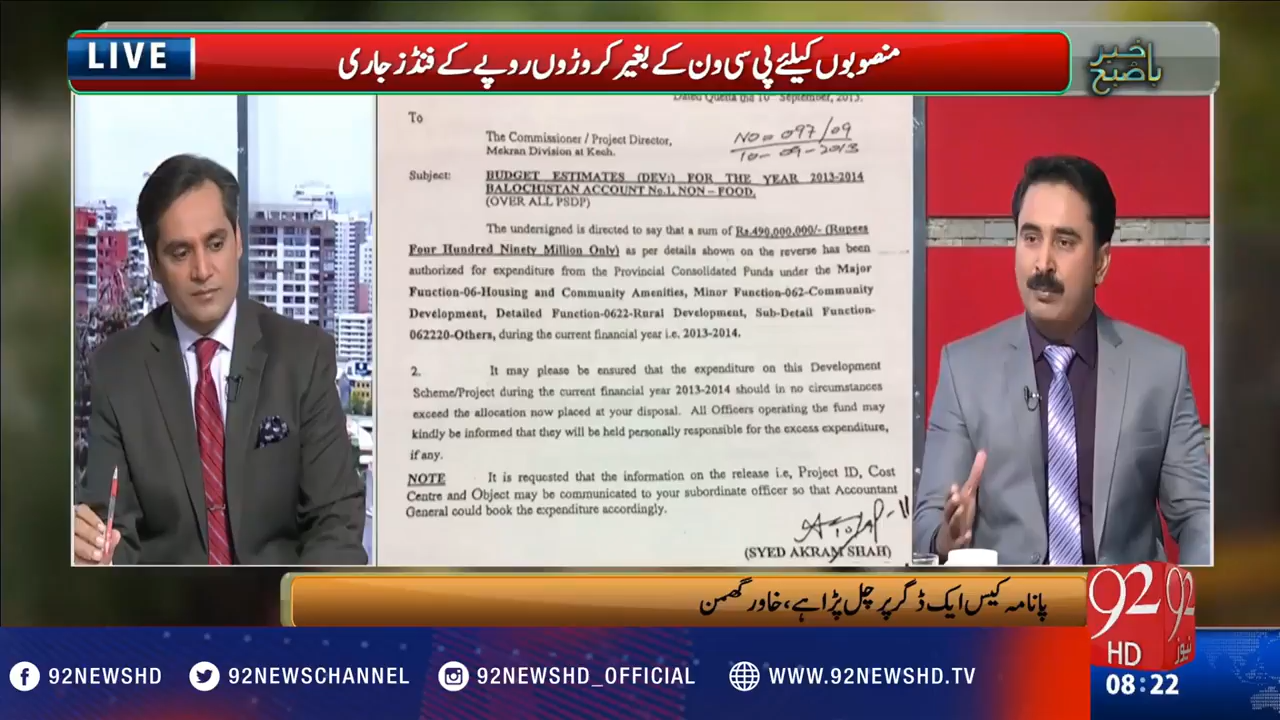 LIVE
منصوبوں کیلئے پی سی ون کے بغیر کروڑوں روپے کے فنڈز جاری
باخبر صبح
Dated Quetta the 10th September, 2013.
To
The Commissioner / Project Director,
Mekran Division at Kech.
NO= 097/09
10-09-2013
Subject: BUDGET ESTIMATES (DEV;) FOR THE YEAR 2013-2014
BALOCHISTAN ACCOUNT No.1, NON – FOOD.
(OVER ALL PSDP)
The undersigned is directed to say that a sum of Rs.490,000,000/- (Rupees
Four Hundred Ninety Million Only) as per details shown on the reverse has been
authorized for expenditure from the Provincial Consolidated Funds under the Major
Function-06-Housing and Community Amenities, Minor Function-062-Community
Development, Detailed Function-0622-Rural Development, Sub-Detail Function-
062220-Others, during the current financial year i.e. 2013-2014.
2. It may please be ensured that the expenditure on this Development
Scheme/Project during the current financial year 2013-2014 should in no circumstances
exceed the allocation now placed at your disposal. All Officers operating the fund may
kindly be informed that they will be held personally responsible for the excess expenditure,
if any.
NOTE It is requested that the information on the release i.e, Project ID, Cost
Centre and Object may be communicated to your subordinate officer so that Accountant
General could book the expenditure accordingly.
(SYED AKRAM SHAH)
پانامہ کیس ایک ڈگر پر چل پڑا ہے، خاور گھمن
92 92
HD نیوز
92NEWSHD 92NEWSCHANNEL 92NEWSHD_OFFICIAL WWW.92NEWSHD.TV
08:22